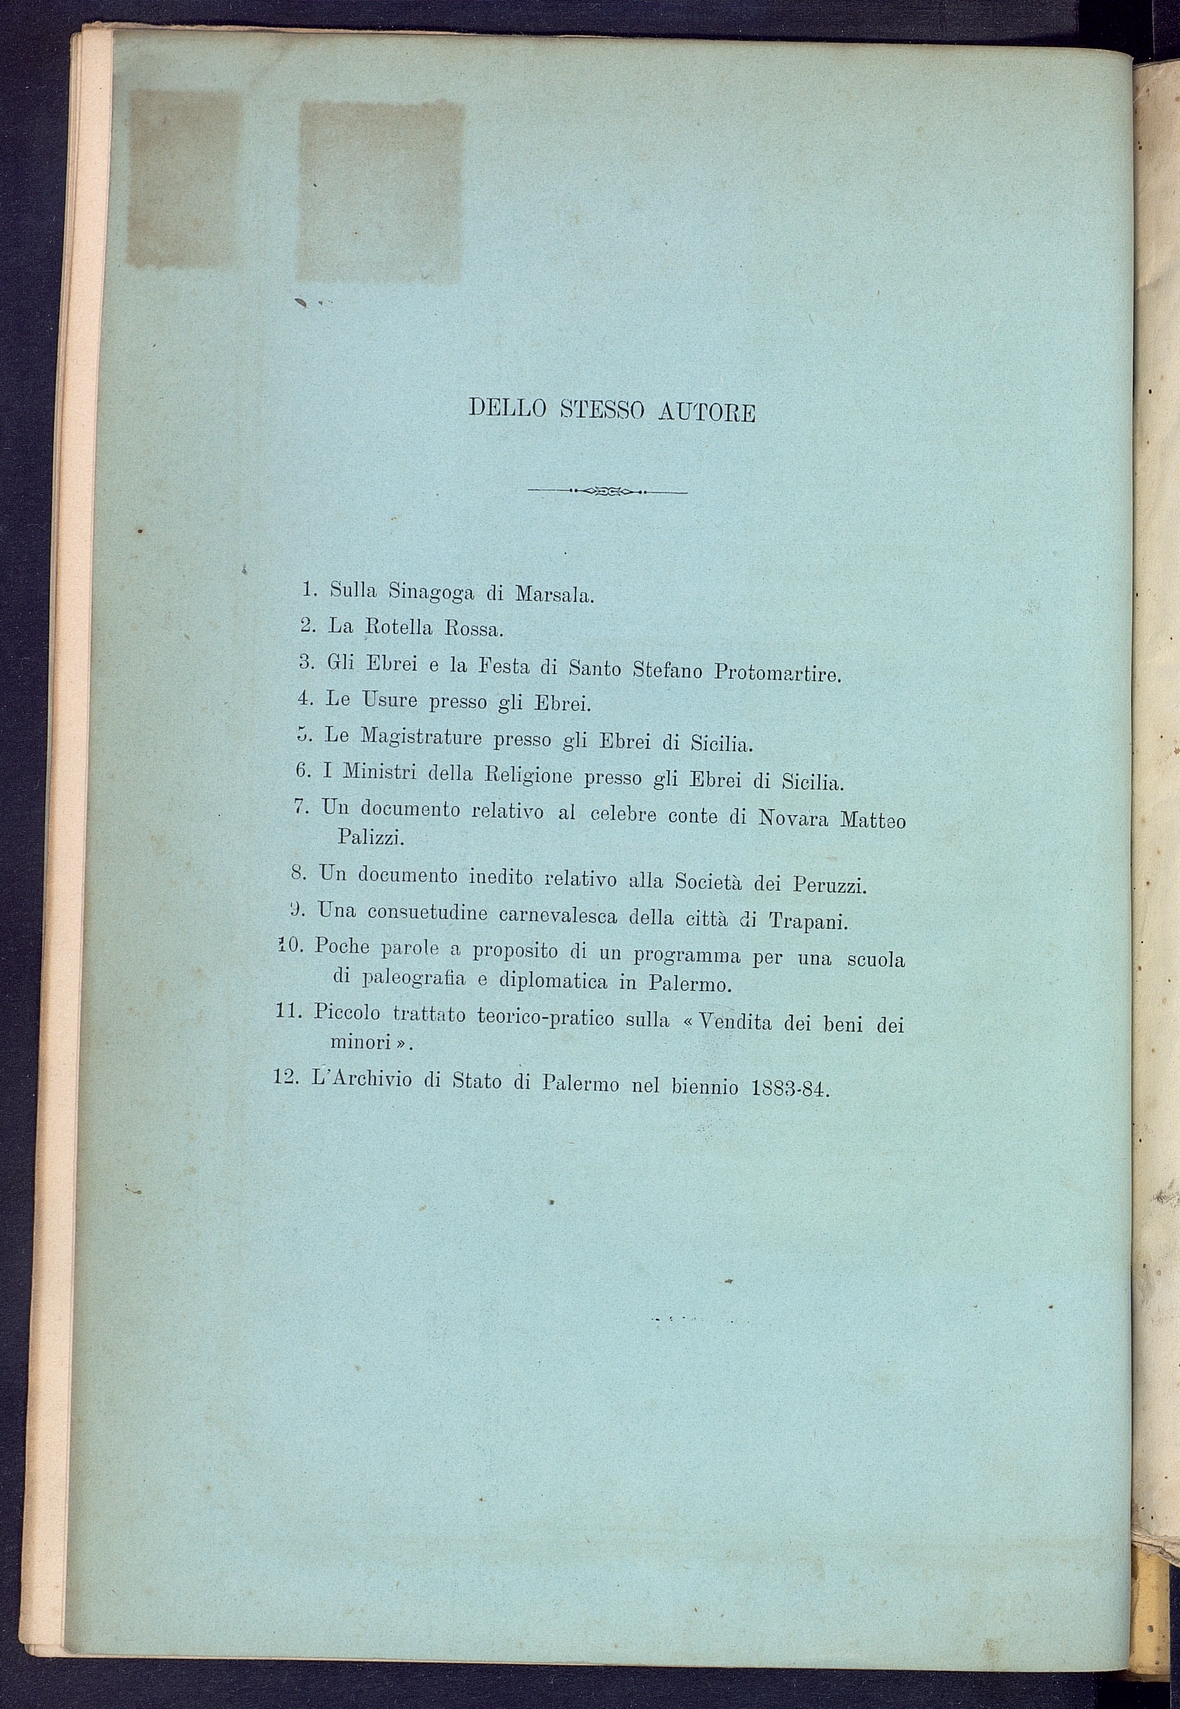 DELLO STESSO AUTORE
1. Sulla Sinagoga di Marsala.
2. La Rotella Rossa.
3. Gli Ebrei e la Festa di Santo Stefano Protomartire.
4. Le Usure presso gli Ebrei.
5. Le Magistrature presso gli Ebrei di Sicilia.
6. I Ministri della Religione presso gli Ebrei di Sicilia.
7. Un documento relativo al celebre conte di Novara Matteo
Palizzi.
8. Un documento inedito relativo alla Società dei Peruzzi.
9. Una consuetudine carnevalesca della città di Trapani.
10. Poche parole a proposito di un programma per una scuola
di paleografia e diplomatica in Palermo.
11. Piccolo trattato teorico-pratico sulla « Vendita dei beni dei
minori ».
12. L'Archivio di Stato di Palermo nel biennio 1883-84.